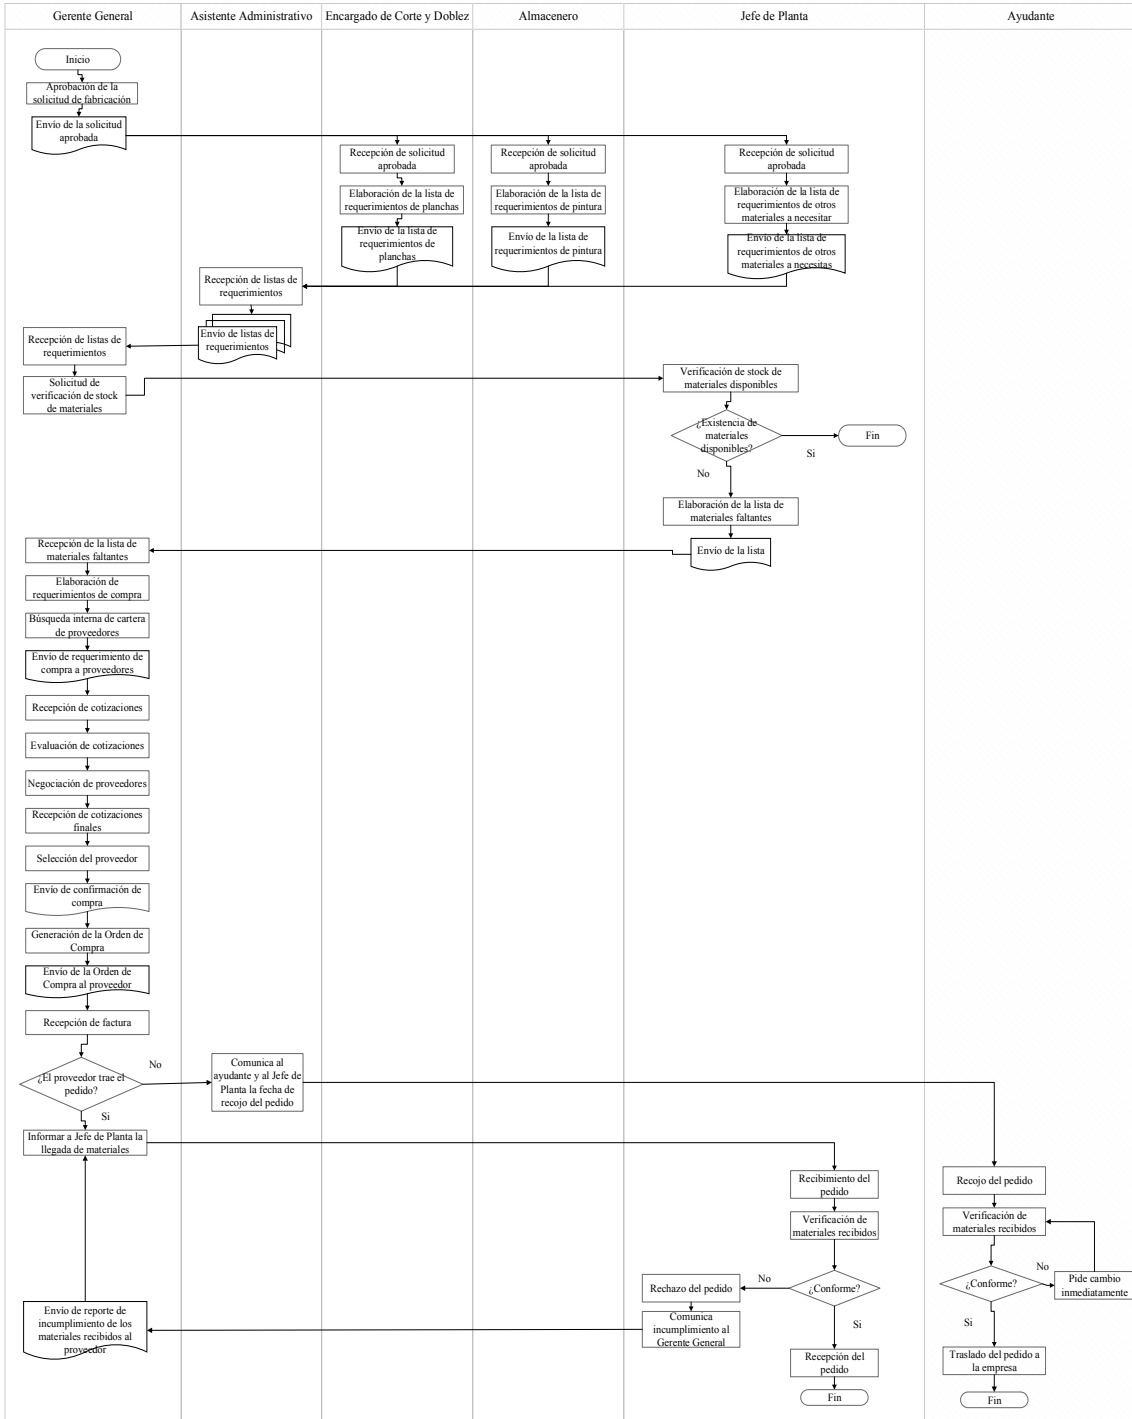 Gerente General
Asistente Administrativo
Encargado de Corte y Doblez
Almacenero
Jefe de Planta
Ayudante
Inicio
Aprobación de la
solicitud de fabricación
Envío de la solicitud
aprobada
Recepción de solicitud
aprobada
Recepción de solicitud
aprobada
Recepción de solicitud
aprobada
Elaboración de la lista de
requerimientos de planchas
Elaboración de la lista de
requerimientos de pintura
Elaboración de la lista de
requerimientos de otros
materiales a necesitar
Envío de la lista de
requerimientos de
planchas
Envío de la lista de
requerimientos de pintura
Envío de la lista de
requerimientos de otros
materiales a necesitas
Recepción de listas de
requerimientos
Envío de listas de
requerimientos
Recepción de listas de
requerimientos
Solicitud de
verificación de stock
de materiales
Verificación de stock de
materiales disponibles
¿Existencia de
materiales
disponibles?
Si
Fin
No
Elaboración de la lista de
materiales faltantes
Envío de la lista
Recepción de la lista de
materiales faltantes
Elaboración de
requerimientos de compra
Búsqueda interna de cartera
de proveedores
Envío de requerimiento de
compra a proveedores
Recepción de cotizaciones
Evaluación de cotizaciones
Negociación de proveedores
Recepción de cotizaciones
finales
Selección del proveedor
Envío de confirmación de
compra
Generación de la Orden de
Compra
Envío de la Orden de
Compra al proveedor
Recepción de factura
¿El proveedor trae el
pedido?
No
Si
Comunica al
ayudante y al Jefe de
Planta la fecha de
recojo del pedido
Informar a Jefe de Planta la
llegada de materiales
Recibimiento del
pedido
Verificación de
materiales recibidos
¿Conforme?
No
Rechazo del pedido
Comunica
incumplimiento al
Gerente General
Envío de reporte de
incumplimiento de los
materiales recibidos al
proveedor
Si
Recepción del
pedido
Fin
Recojo del pedido
Verificación de
materiales recibidos
¿Conforme?
No
Pide cambio
inmediatamente
Si
Traslado del pedido a
la empresa
Fin